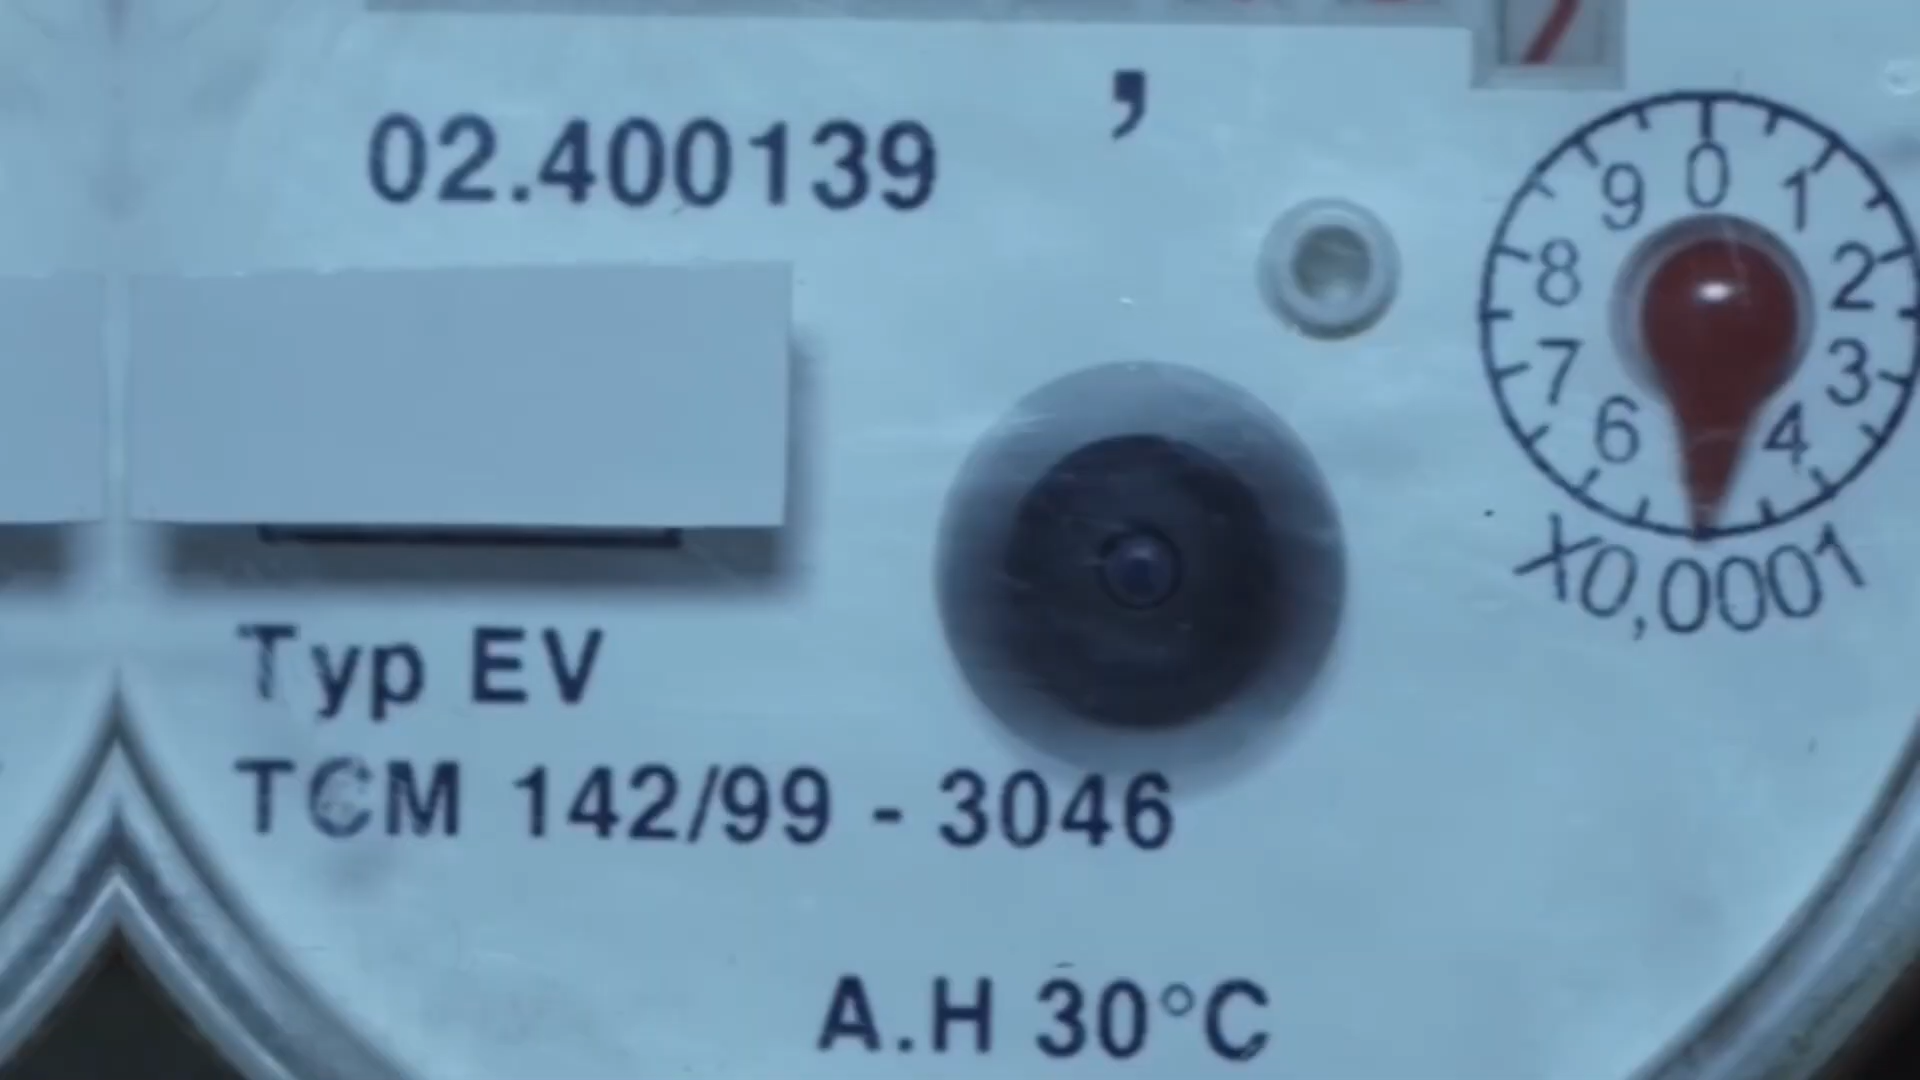 7
,
02.400139
0 1 2 3 4 6 7 8 9
X0,0001
Typ EV
TCM 142/99 - 3046
A.H 30°C